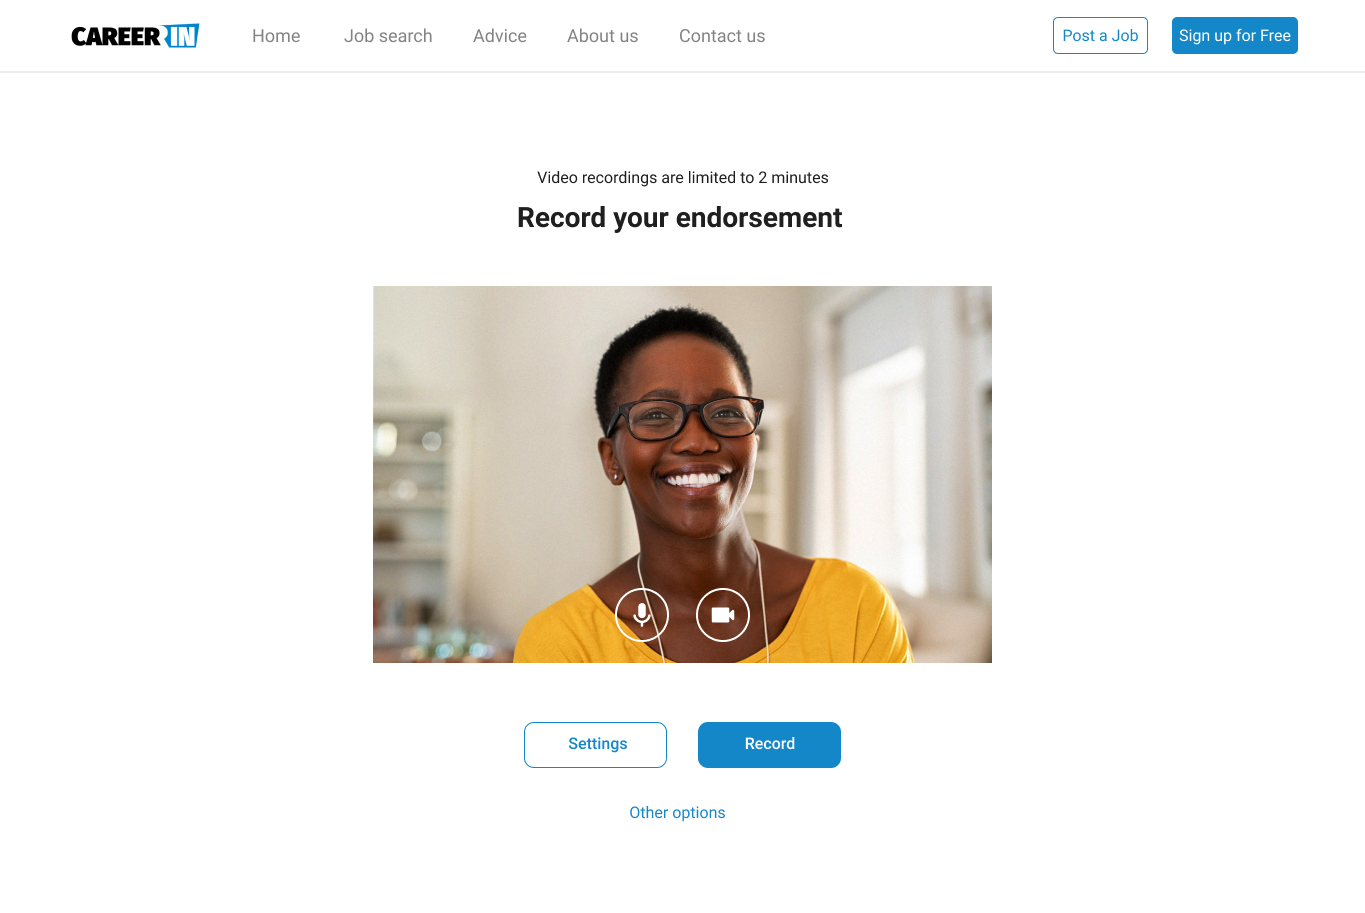 CAREER IN
Home
Job search
Advice
About us
Contact us
Post a Job
Sign up for Free
Video recordings are limited to 2 minutes
Record your endorsement
Settings
Record
Other options